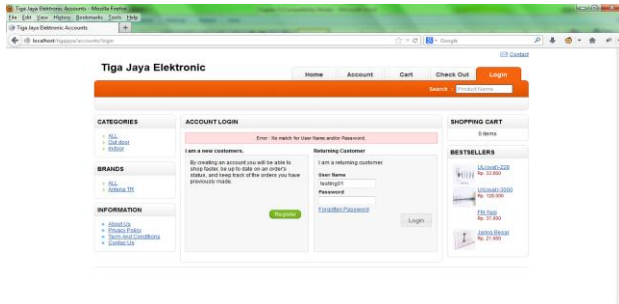 Tiga Jaya Elektronic Accounts - Mozilla Firefox
File Edit View History Bookmarks Tools Help
Tiga Jaya Elektronic Accounts
localhost/tigajaya/accounts/login
Google
Contact
Tiga Jaya Elektronic
Home Account Cart Check Out Login
Search Product Name...
CATEGORIES
ALL
Out door
Indoor
BRANDS
ALL
Antena TR
INFORMATION
About Us
Privacy Policy
Term And Conditions
Contact Us
ACCOUNT LOGIN
Error : No match for User Name and/or Password.
I am a new customers.
By creating an account you will be able to
shop faster, be up to date on an order's
status, and keep track of the orders you have
previously made.
Register
Returning Customer
I am a returning customer
User Name
testing01
Password
Forgotten Password
Login
SHOPPING CART
0 items
BESTSELLERS
Rp. 33.000
Rp. 120.000
Rp. 37.000
Jaring Besar
Rp. 21.000